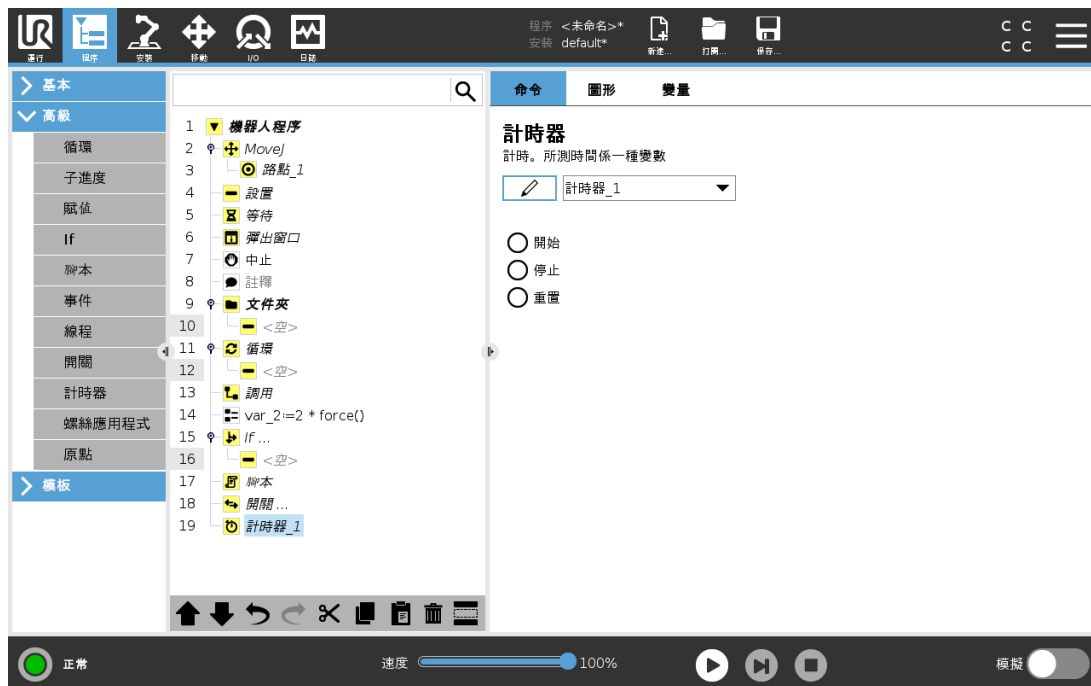 程序 <未命名>*
安裝 default*
運行
程序
安裝
移動
I/O
日誌
新建...
打開...
保存...
C C
C C
基本
高級
循環
子進度
賦值
If
腳本
事件
線程
開關
計時器
螺絲應用程式
原點
模板
1 機器人程序
2 MoveJ
3 路點_1
4 設置
5 等待
6 彈出窗口
7 中止
8 註釋
9 文件夾
10 <空>
11 循環
12 <空>
13 調用
14 var_2:=2 * force()
15 If ...
16 <空>
17 腳本
18 開關 ...
19 計時器_1
命令 圖形 變量
計時器
計時。所測時間係一種變數
計時器_1
開始
停止
重置
正常
速度 100%
模擬